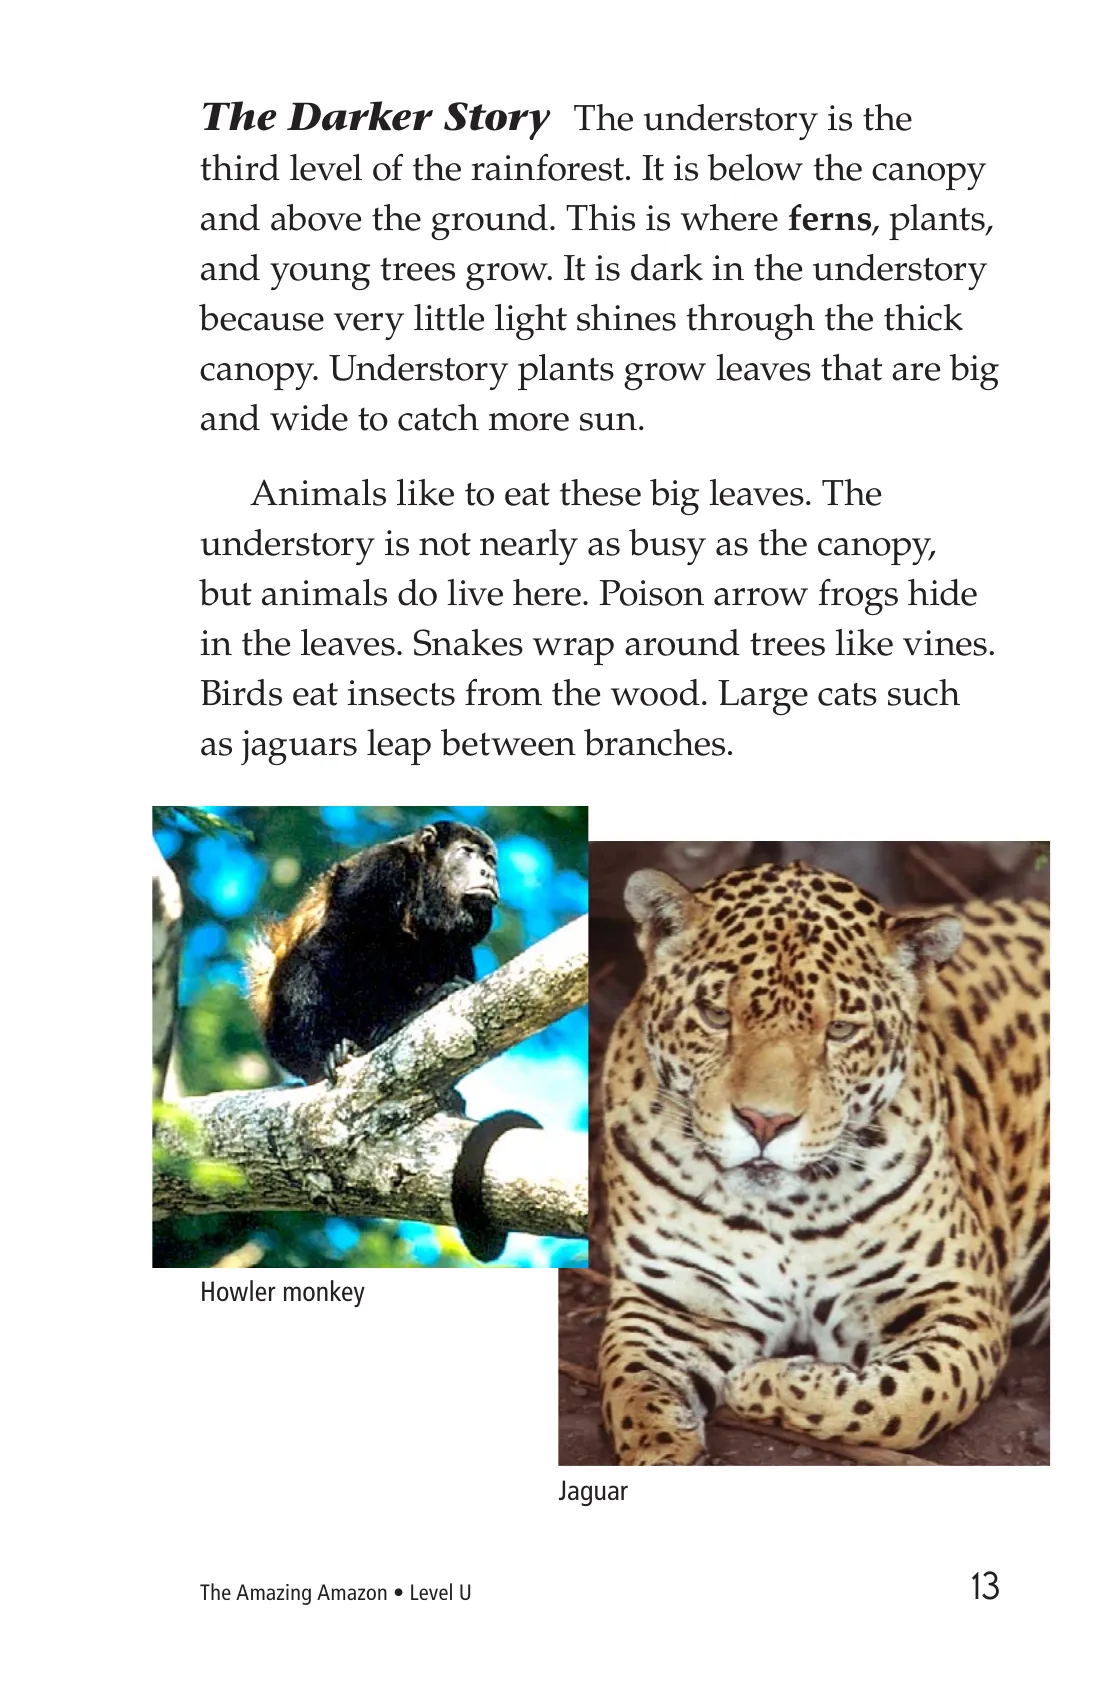 The Darker Story The understory is the
third level of the rainforest. It is below the canopy
and above the ground. This is where ferns, plants,
and young trees grow. It is dark in the understory
because very little light shines through the thick
canopy. Understory plants grow leaves that are big
and wide to catch more sun.
Animals like to eat these big leaves. The
understory is not nearly as busy as the canopy,
but animals do live here. Poison arrow frogs hide
in the leaves. Snakes wrap around trees like vines.
Birds eat insects from the wood. Large cats such
as jaguars leap between branches.
Howler monkey
Jaguar
The Amazing Amazon • Level U
13